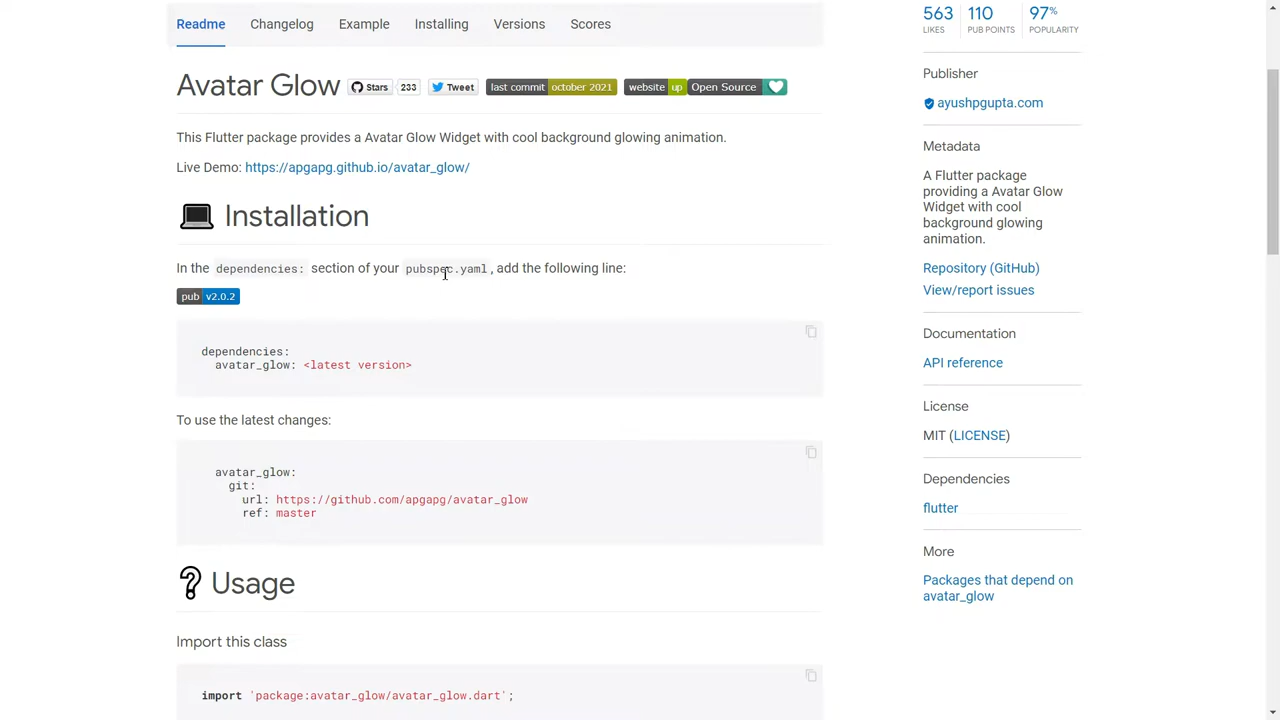 Readme Changelog Example Installing Versions Scores
563 LIKES 110 PUB POINTS 97% POPULARITY
Avatar Glow Stars 233 Tweet last commit october 2021 website up Open Source
This Flutter package provides a Avatar Glow Widget with cool background glowing animation.
Live Demo: https://apgapg.github.io/avatar_glow/
Installation
In the dependencies: section of your pubspec.yaml, add the following line:
pub v2.0.2
dependencies:
avatar_glow: <latest version>
To use the latest changes:
avatar_glow:
git:
url: https://github.com/apgapg/avatar_glow
ref: master
Usage
Import this class
import 'package:avatar_glow/avatar_glow.dart';
Publisher
ayushpgupta.com
Metadata
A Flutter package
providing a Avatar Glow
Widget with cool
background glowing
animation.
Repository (GitHub)
View/report issues
Documentation
API reference
License
MIT (LICENSE)
Dependencies
flutter
More
Packages that depend on
avatar_glow